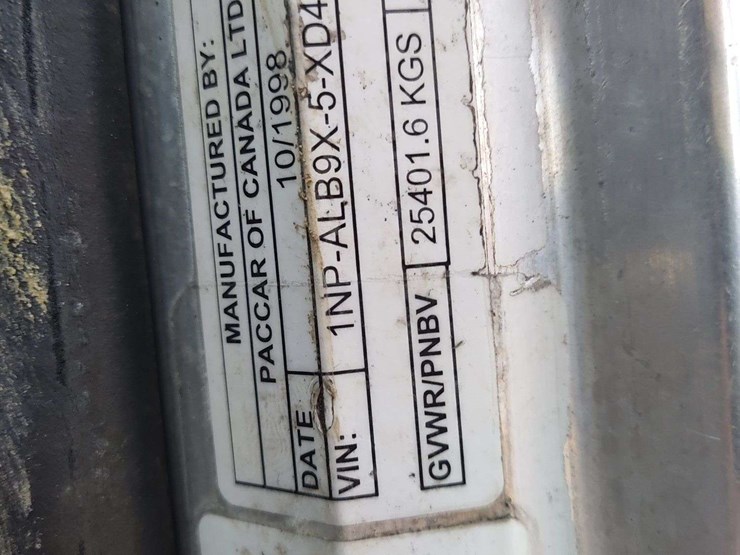 MANUFACTURED BY:
PACCAR OF CANADA LTD
DATE 10/1998
VIN: 1NP-ALB9X-5-XD4
GVWR/PNBV 25401.6 KGS